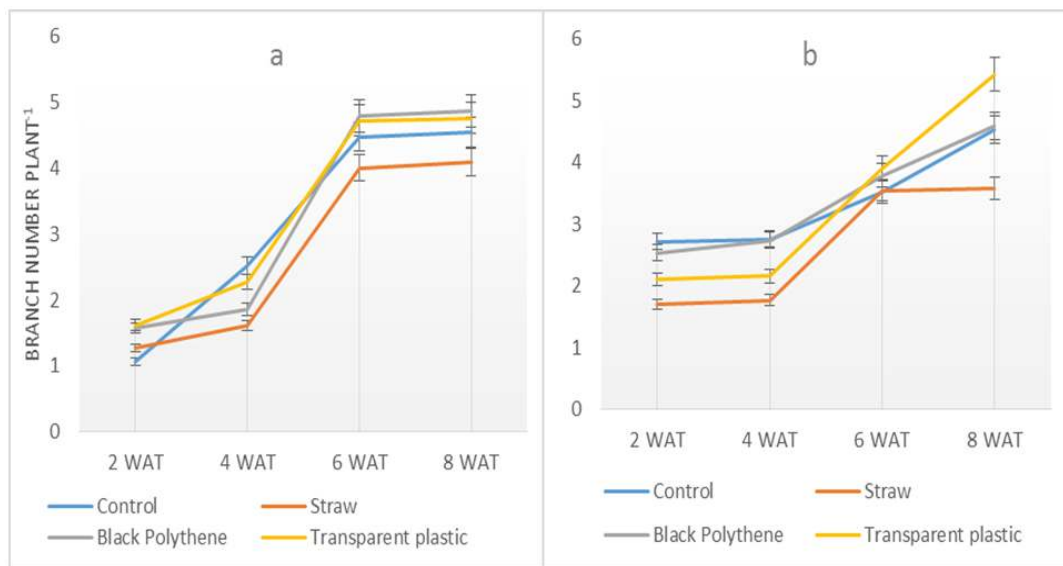 a
BRANCH NUMBER PLANT⁻¹
6
5
4
3
2
1
0
2 WAT 4 WAT 6 WAT 8 WAT
Control Straw
Black Polythene Transparent plastic
b
6
5
4
3
2
1
0
2 WAT 4 WAT 6 WAT 8 WAT
Control Straw
Black Polythene Transparent plastic